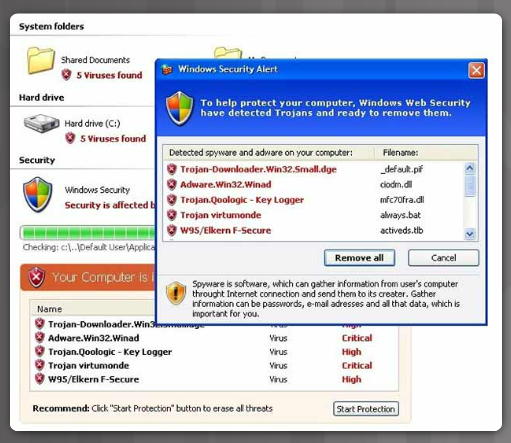 System folders
Shared Documents
5 Viruses found
Hard drive
Hard drive (C:)
5 Viruses found
Security
Windows Security
Security is affected b
Checking: c:\..\Default User\Applica
Your Computer is i
Name
Trojan-Downloader.Win32.Small.dge Virus High
Adware.Win32.Winad Virus Critical
Trojan.Qoologic - Key Logger Virus High
Trojan virtumonde Virus Critical
W95/Elkern F-Secure Virus High
Recommend: Click "Start Protection" button to erase all threats
Start Protection
Windows Security Alert
To help protect your computer, Windows Web Security
have detected Trojans and ready to remove them.
Detected spyware and adware on your computer: Filename:
Trojan-Downloader.Win32.Small.dge _default.pif
Adware.Win32.Winad ciodm.dll
Trojan.Qoologic - Key Logger mfc70fra.dll
Trojan virtumonde always.bat
W95/Elkern F-Secure activeds.tlb
Remove all Cancel
Spyware is software, which can gather information from user's computer
throught Internet connection and send them to its creater. Gather
information can be passwords, e-mail adresses and all that data, which is
important for you.